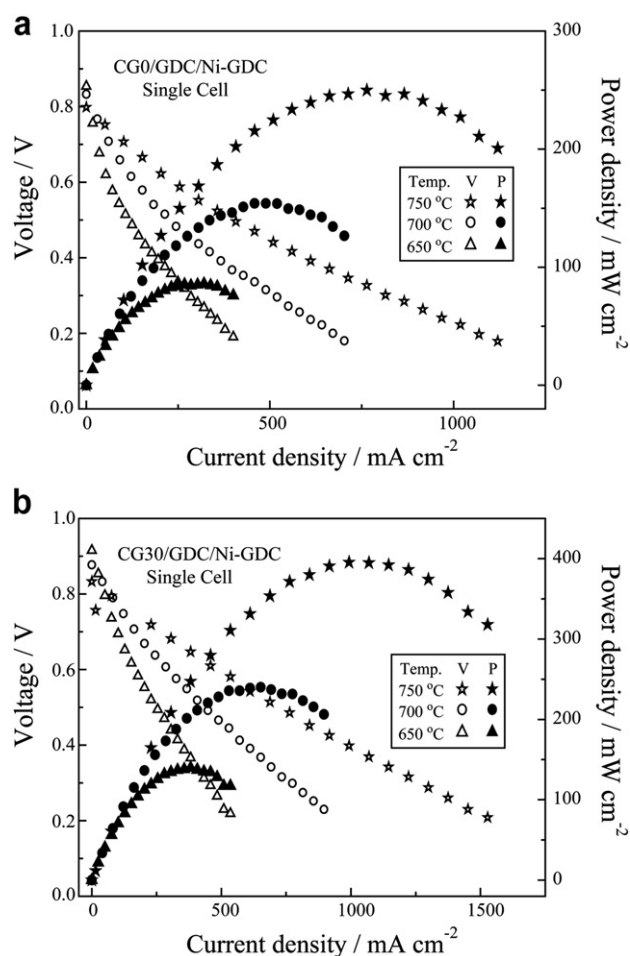 a
CG0/GDC/Ni-GDC
Single Cell
Voltage / V
1.0
0.8
0.6
0.4
0.2
0.0
Power density / mW cm⁻²
300
200
100
0
Temp. V P
750 °C
700 °C
650 °C
0 500 1000
Current density / mA cm⁻²
b
CG30/GDC/Ni-GDC
Single Cell
Voltage / V
1.0
0.8
0.6
0.4
0.2
0.0
Power density / mW cm⁻²
400
300
200
100
0
Temp. V P
750 °C
700 °C
650 °C
0 500 1000 1500
Current density / mA cm⁻²